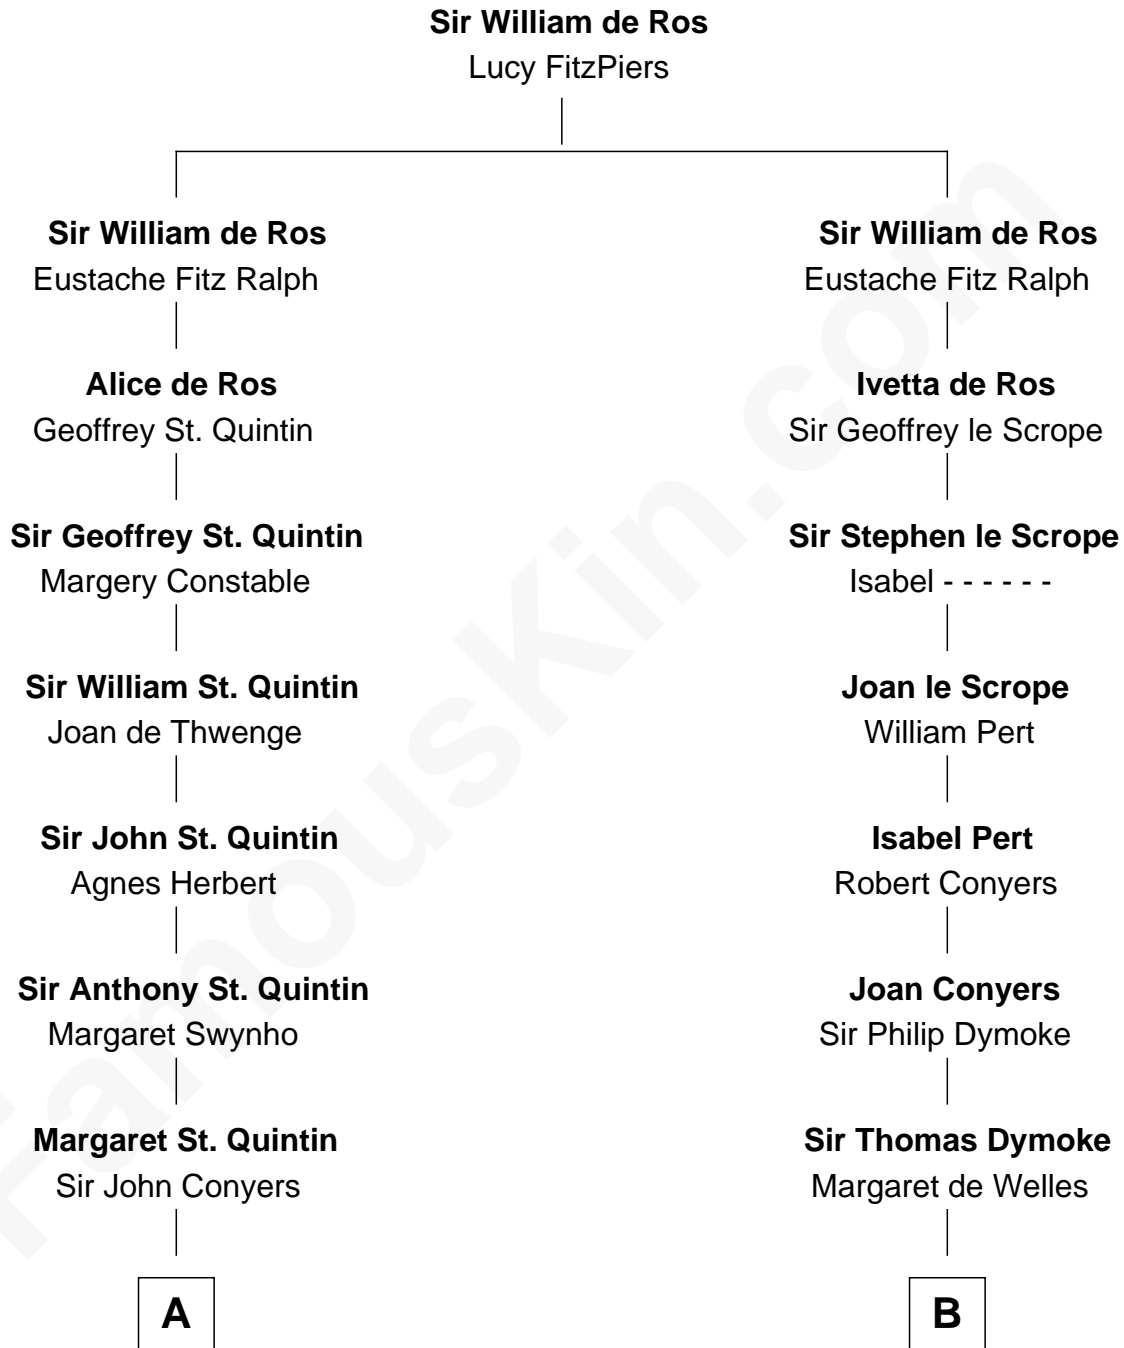 Sir William de Ros
Lucy FitzPiers
Sir William de Ros
Eustache Fitz Ralph
Sir William de Ros
Eustache Fitz Ralph
Alice de Ros
Geoffrey St. Quintin
Ivetta de Ros
Sir Geoffrey le Scrope
Sir Geoffrey St. Quintin
Margery Constable
Sir Stephen le Scrope
Isabel - - - - - -
Sir William St. Quintin
Joan de Thwenge
Joan le Scrope
William Pert
Sir John St. Quintin
Agnes Herbert
Isabel Pert
Robert Conyers
Sir Anthony St. Quintin
Margaret Swynho
Joan Conyers
Sir Philip Dymoke
Margaret St. Quintin
Sir John Conyers
Sir Thomas Dymoke
Margaret de Welles
A
B
FamousKin.com